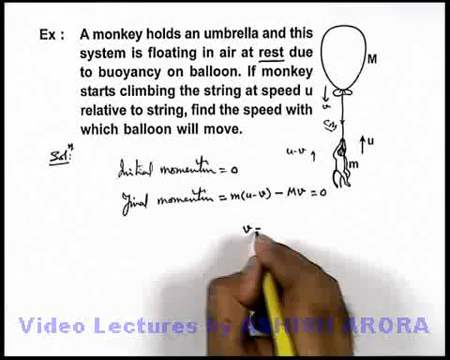 Ex : A monkey holds an umbrella and this
system is floating in air at rest due
to buoyancy on balloon. If monkey
starts climbing the string at speed u
relative to string, find the speed with
which balloon will move.
M
v
u
u-v
m
Solⁿ:
Initial momentum = 0
Final momentum = m(u-v) - Mv = 0
v =
Video Lectures by ASHISH ARORA